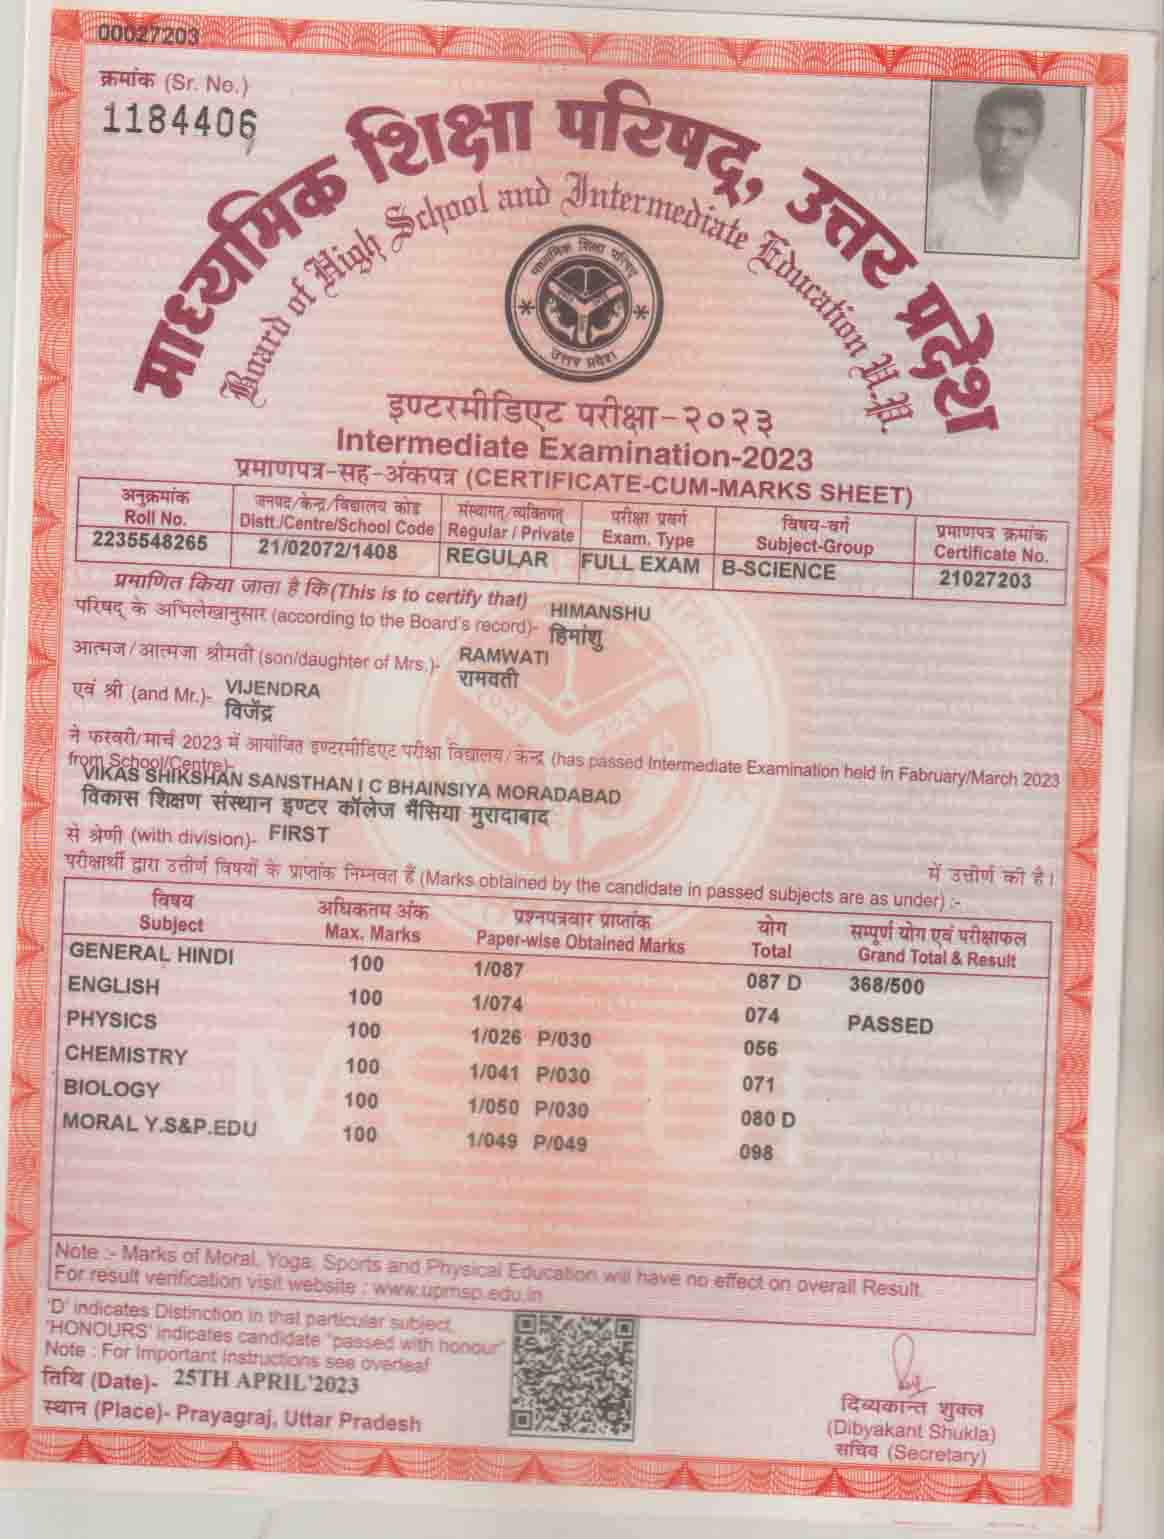 00027203
क्रमांक (Sr. No.)
1184406
माध्यमिक शिक्षा परिषद्, उत्तर प्रदेश
Board of High School and Intermediate Education U.P.
माध्यमिक शिक्षा परिषद
उत्तर प्रदेश
इण्टरमीडिएट परीक्षा-२०२३
Intermediate Examination-2023
प्रमाणपत्र-सह-अंकपत्र (CERTIFICATE-CUM-MARKS SHEET)
अनुक्रमांक जनपद/केन्द्र/विद्यालय कोड संस्थागत/व्यक्तिगत परीक्षा प्रवर्ग विषय-वर्ग प्रमाणपत्र क्रमांक
Roll No. Distt./Centre/School Code Regular / Private Exam. Type Subject-Group Certificate No.
2235548265 21/02072/1408 REGULAR FULL EXAM B-SCIENCE 21027203
प्रमाणित किया जाता है कि (This is to certify that)
परिषद् के अभिलेखानुसार (according to the Board's record)- HIMANSHU
हिमांशु
आत्मज/आत्मजा श्रीमती (son/daughter of Mrs.)- RAMWATI
रामवती
एवं श्री (and Mr.)- VIJENDRA
विजेंद्र
ने फरवरी/मार्च 2023 में आयोजित इण्टरमीडिएट परीक्षा विद्यालय/केन्द्र (has passed Intermediate Examination held in Fabruary/March 2023
from School/Centre)-
VIKAS SHIKSHAN SANSTHAN I C BHAINSIYA MORADABAD
विकास शिक्षण संस्थान इण्टर कॉलेज भैंसिया मुरादाबाद
से श्रेणी (with division)- FIRST
में उत्तीर्ण की है।
परीक्षार्थी द्वारा उत्तीर्ण विषयों के प्राप्तांक निम्नवत हैं (Marks obtained by the candidate in passed subjects are as under) :-
विषय अधिकतम अंक प्रश्नपत्रवार प्राप्तांक योग सम्पूर्ण योग एवं परीक्षाफल
Subject Max. Marks Paper-wise Obtained Marks Total Grand Total & Result
GENERAL HINDI 100 1/087 087 D 368/500
ENGLISH 100 1/074 074 PASSED
PHYSICS 100 1/026 P/030 056
CHEMISTRY 100 1/041 P/030 071
BIOLOGY 100 1/050 P/030 080 D
MORAL Y.S&P.EDU 100 1/049 P/049 098
Note :- Marks of Moral, Yoga, Sports and Physical Education will have no effect on overall Result.
For result verification visit website : www.upmsp.edu.in
'D' indicates Distinction in that particular subject.
'HONOURS' indicates candidate "passed with honour"
Note : For Important Instructions see overleaf
तिथि (Date)- 25TH APRIL'2023
स्थान (Place)- Prayagraj, Uttar Pradesh
दिव्यकान्त शुक्ल
(Dibyakant Shukla)
सचिव (Secretary)